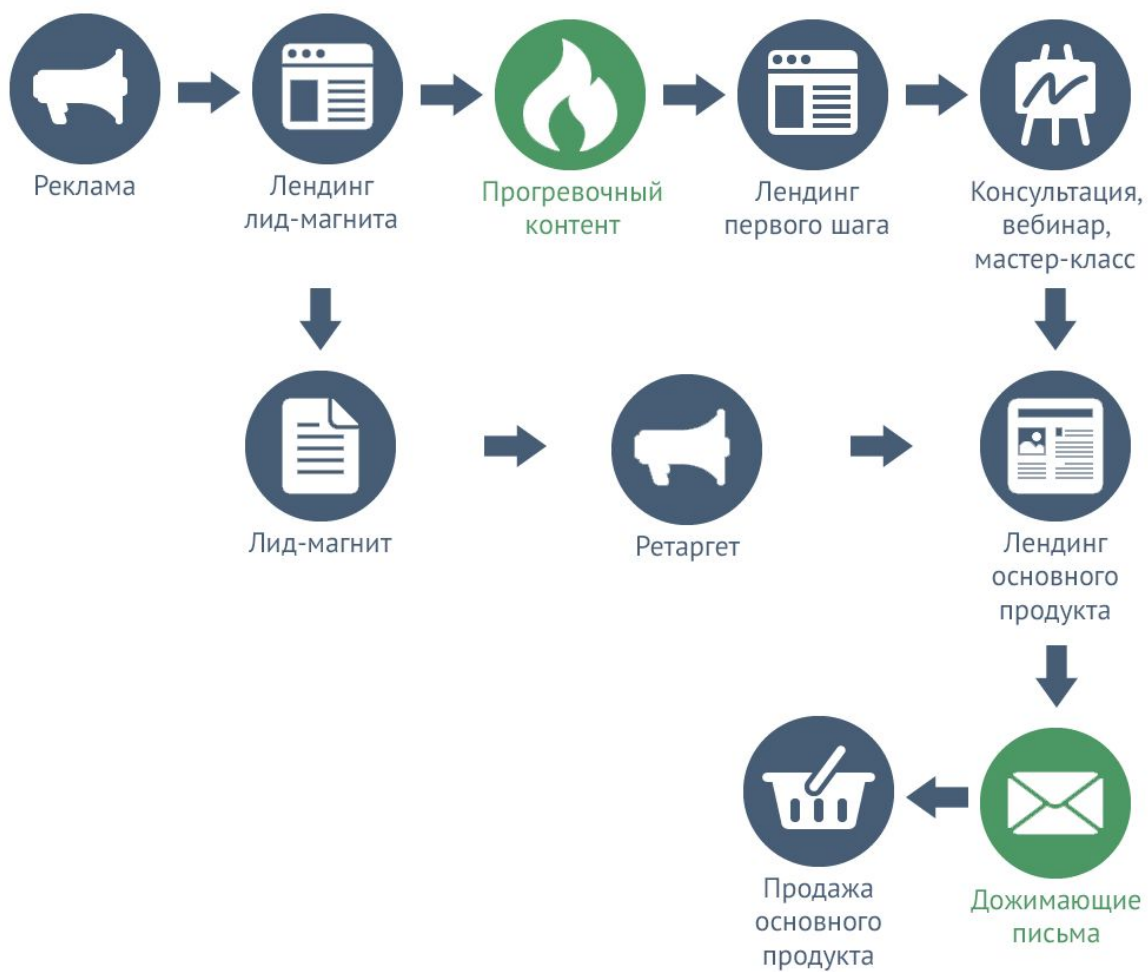 Реклама
Лендинг
лид-магнита
Прогревочный
контент
Лендинг
первого шага
Консультация,
вебинар,
мастер-класс
Лид-магнит
Ретаргет
Лендинг
основного
продукта
Продажа
основного
продукта
Дожимающие
письма